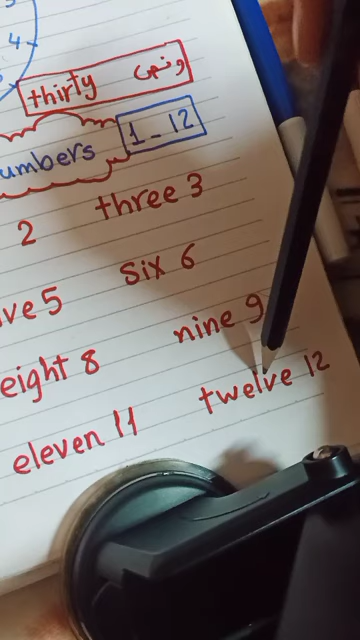 4
thirty ونص
umbers 1 - 12
2 three 3
ve 5 six 6
eight 8 nine 9
eleven 11 twelve 12